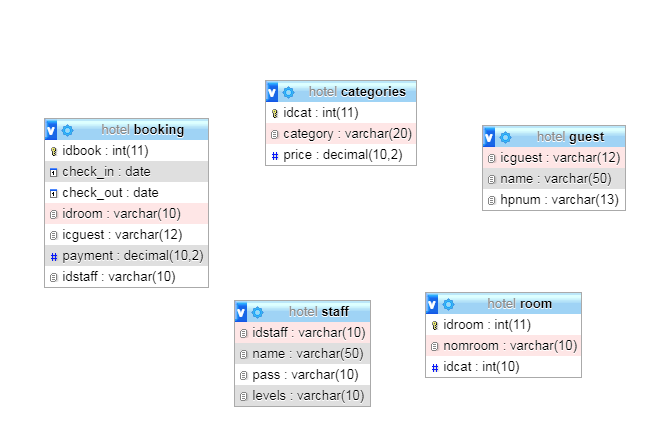 hotel categories
idcat : int(11)
category : varchar(20)
price : decimal(10,2)
hotel booking
idbook : int(11)
check_in : date
check_out : date
idroom : varchar(10)
icguest : varchar(12)
payment : decimal(10,2)
idstaff : varchar(10)
hotel guest
icguest : varchar(12)
name : varchar(50)
hpnum : varchar(13)
hotel staff
idstaff : varchar(10)
name : varchar(50)
pass : varchar(10)
levels : varchar(10)
hotel room
idroom : int(11)
nomroom : varchar(10)
idcat : int(10)